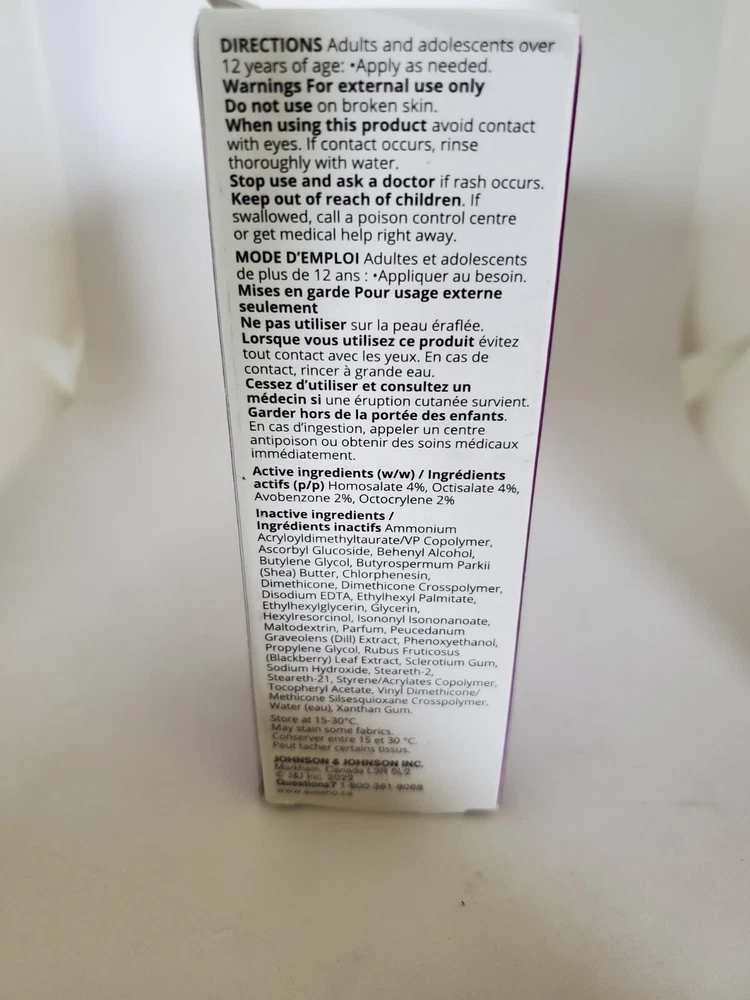 DIRECTIONS Adults and adolescents over
12 years of age: •Apply as needed.
Warnings For external use only
Do not use on broken skin.
When using this product avoid contact
with eyes. If contact occurs, rinse
thoroughly with water.
Stop use and ask a doctor if rash occurs.
Keep out of reach of children. If
swallowed, call a poison control centre
or get medical help right away.
MODE D'EMPLOI Adultes et adolescents
de plus de 12 ans : •Appliquer au besoin.
Mises en garde Pour usage externe
seulement
Ne pas utiliser sur la peau éraflée.
Lorsque vous utilisez ce produit évitez
tout contact avec les yeux. En cas de
contact, rincer à grande eau.
Cessez d'utiliser et consultez un
médecin si une éruption cutanée survient.
Garder hors de la portée des enfants.
En cas d'ingestion, appeler un centre
antipoison ou obtenir des soins médicaux
immédiatement.
Active ingredients (w/w) / Ingrédients
actifs (p/p) Homosalate 4%, Octisalate 4%,
Avobenzone 2%, Octocrylene 2%
Inactive ingredients /
Ingrédients inactifs Ammonium
Acryloyldimethyltaurate/VP Copolymer,
Ascorbyl Glucoside, Behenyl Alcohol,
Butylene Glycol, Butyrospermum Parkii
(Shea) Butter, Chlorphenesin,
Dimethicone, Dimethicone Crosspolymer,
Disodium EDTA, Ethylhexyl Palmitate,
Ethylhexylglycerin, Glycerin,
Hexylresorcinol, Isononyl Isononanoate,
Maltodextrin, Parfum, Peucedanum
Graveolens (Dill) Extract, Phenoxyethanol,
Propylene Glycol, Rubus Fruticosus
(Blackberry) Leaf Extract, Sclerotium Gum,
Sodium Hydroxide, Steareth-2,
Steareth-21, Styrene/Acrylates Copolymer,
Tocopheryl Acetate, Vinyl Dimethicone/
Methicone Silsesquioxane Crosspolymer,
Water (eau), Xanthan Gum.
Store at 15-30°C.
May stain some fabrics.
Conserver entre 15 et 30 °C.
Peut tacher certains tissus.
JOHNSON & JOHNSON INC.
Markham, Canada L3R 5L2
© J&J Inc. 2022
Questions?
www.aveeno.ca